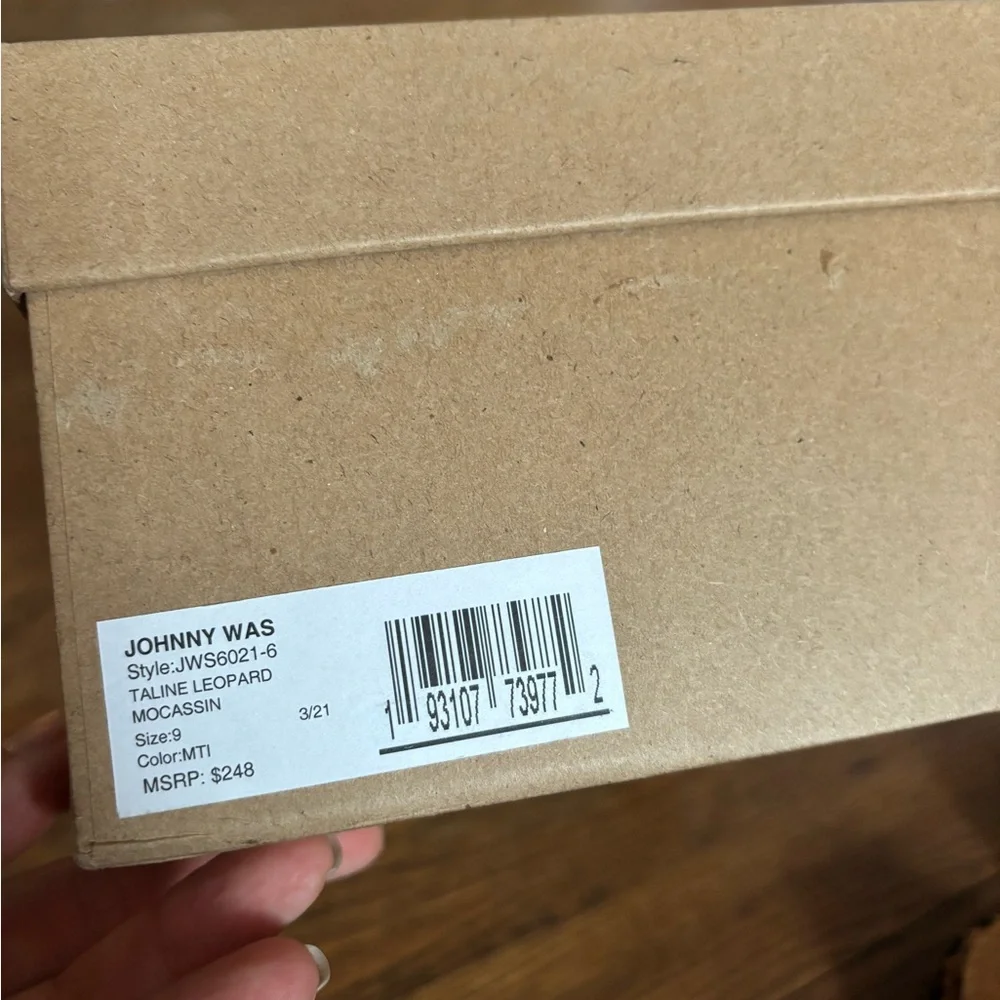 JOHNNY WAS
Style:JWS6021-6
TALINE LEOPARD
MOCASSIN
3/21
Size:9
Color:MTI
MSRP: $248
1 93107 73977 2